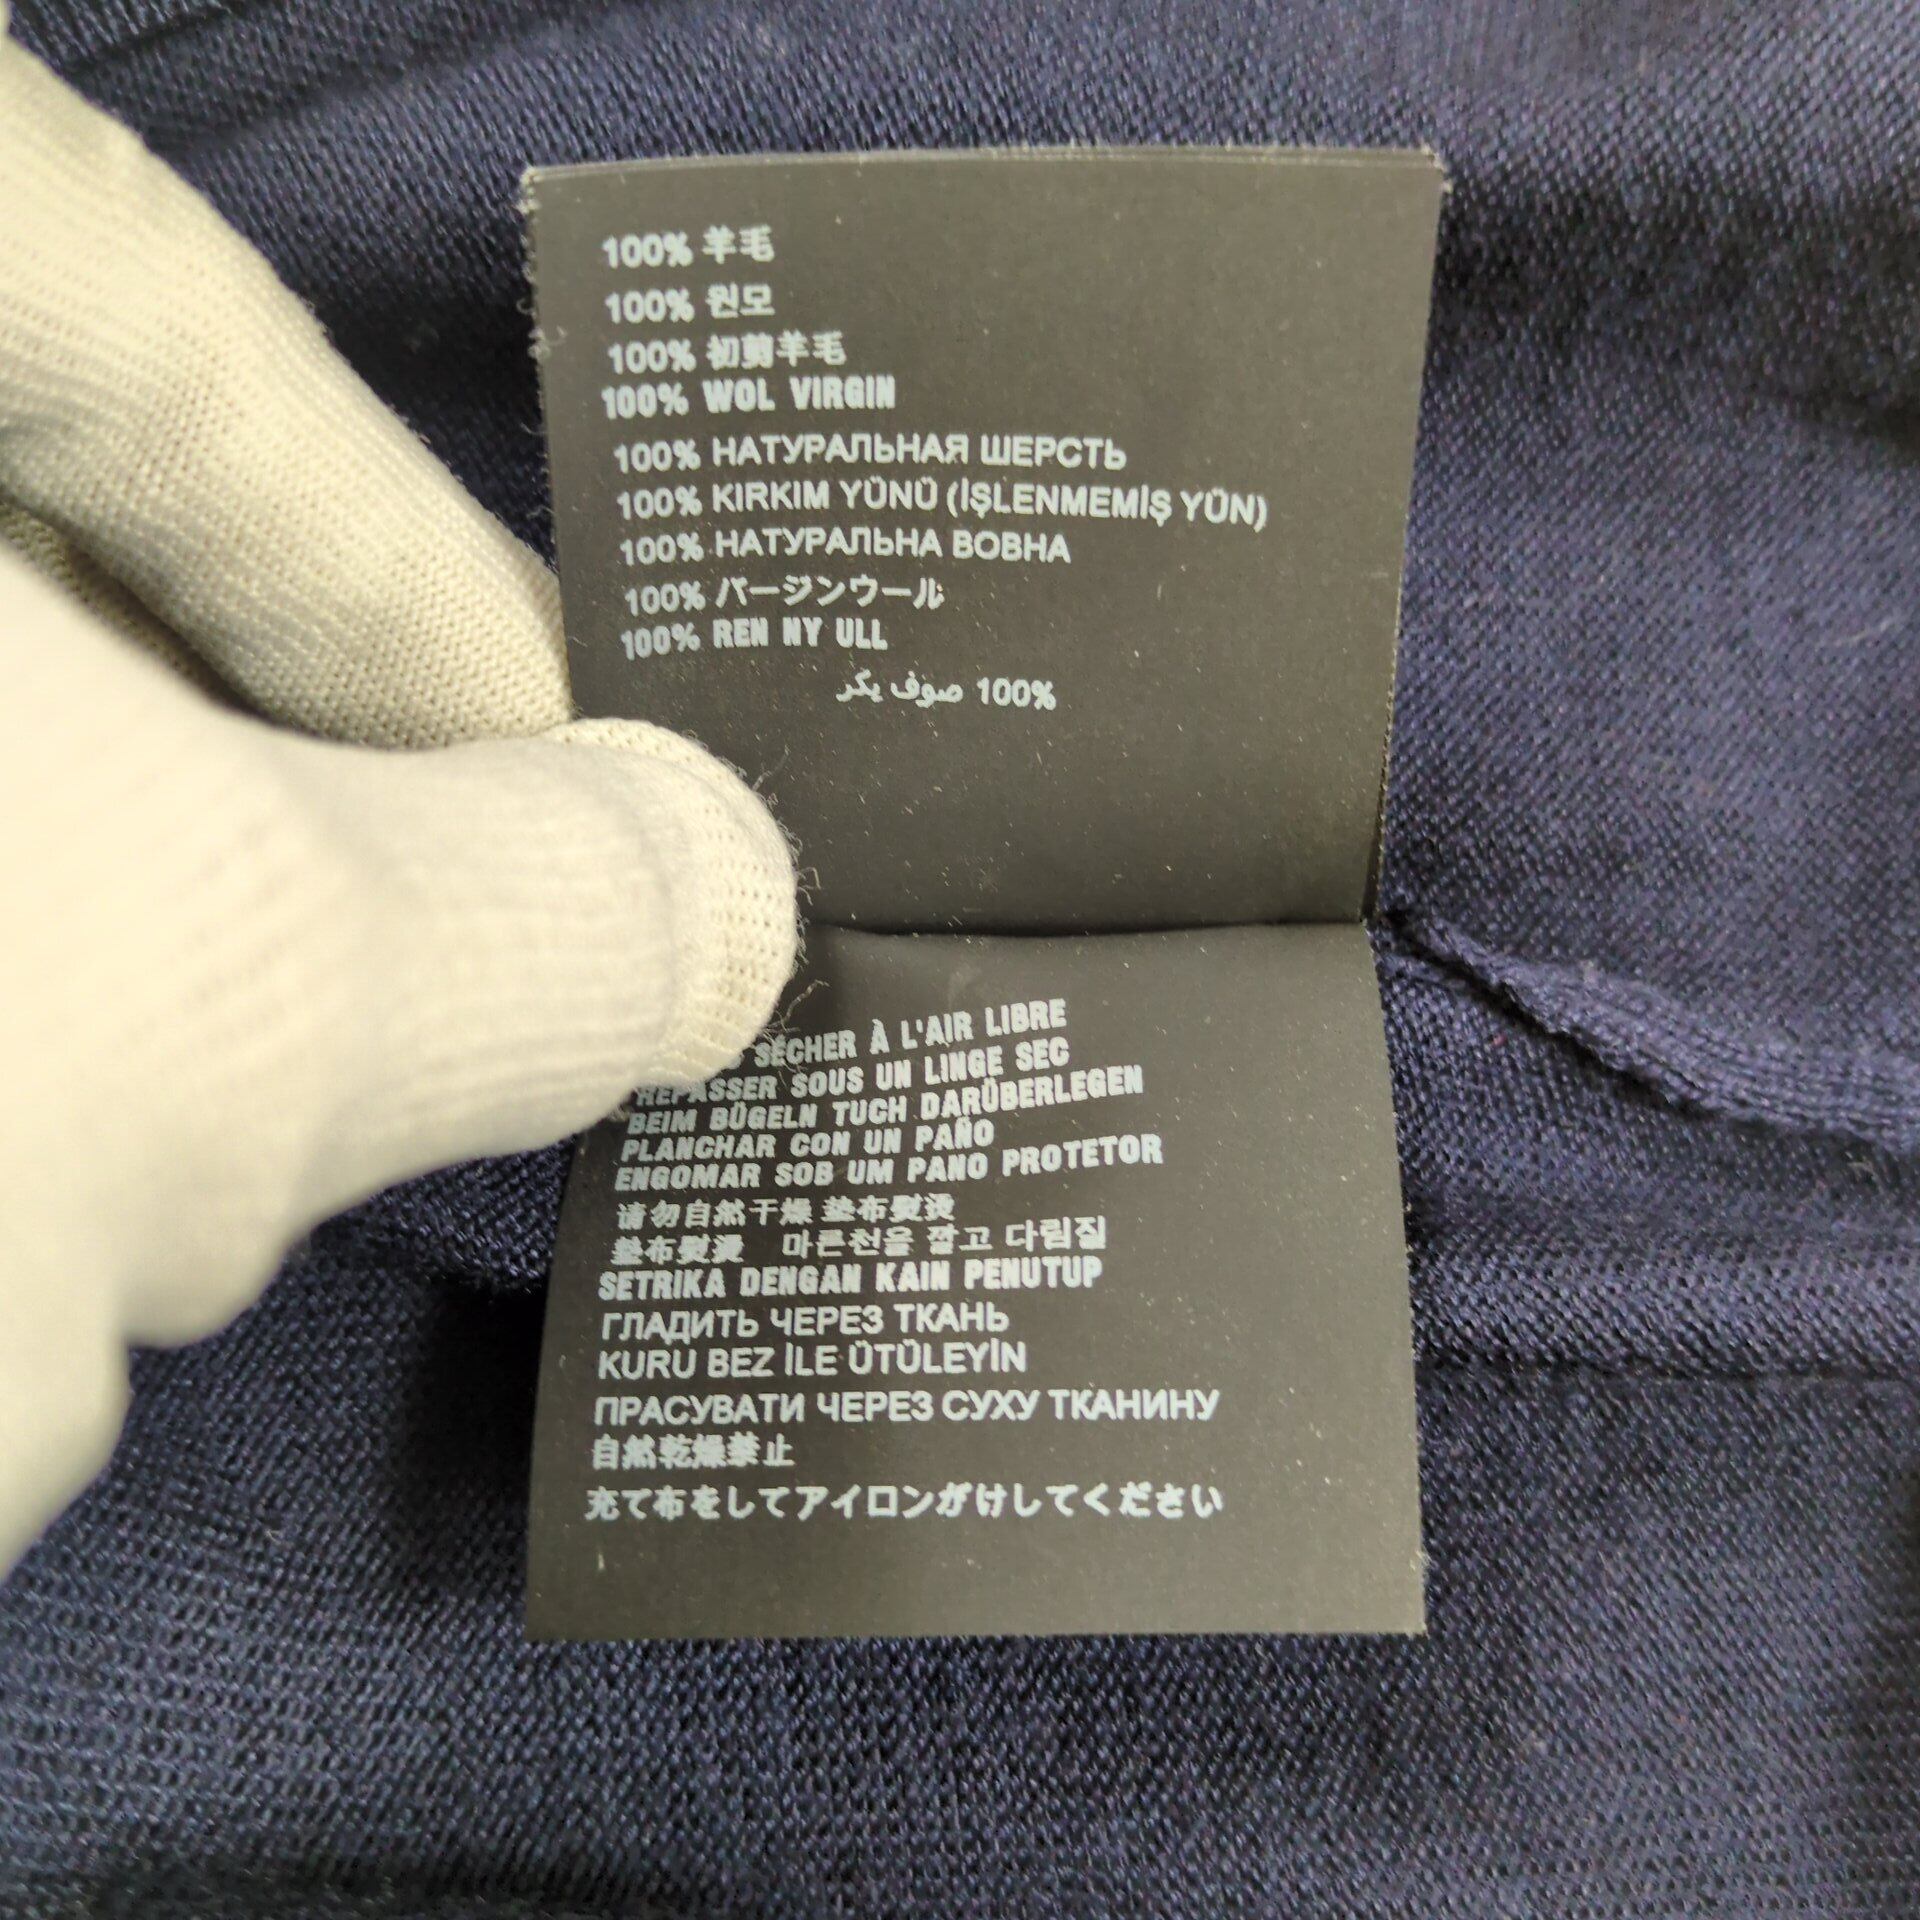 100% 羊毛
100% 원모
100% 初剪羊毛
100% WOL VIRGIN
100% НАТУРАЛЬНАЯ ШЕРСТЬ
100% KIRKIM YÜNÜ (İŞLENMEMİŞ YÜN)
100% НАТУРАЛЬНА ВОВНА
100% バージンウール
100% REN NY ULL
100% صوف بكر
SÉCHER À L'AIR LIBRE
REPASSER SOUS UN LINGE SEC
BEIM BÜGELN TUCH DARÜBERLEGEN
PLANCHAR CON UN PAÑO
ENGOMAR SOB UM PANO PROTETOR
请勿自然干燥 垫布熨烫
垫布熨燙 마른천을 깔고 다림질
SETRIKA DENGAN KAIN PENUTUP
ГЛАДИТЬ ЧЕРЕЗ ТКАНЬ
KURU BEZ İLE ÜTÜLEYİN
ПРАСУВАТИ ЧЕРЕЗ СУХУ ТКАНИНУ
自然乾燥禁止
充て布をしてアイロンがけしてください